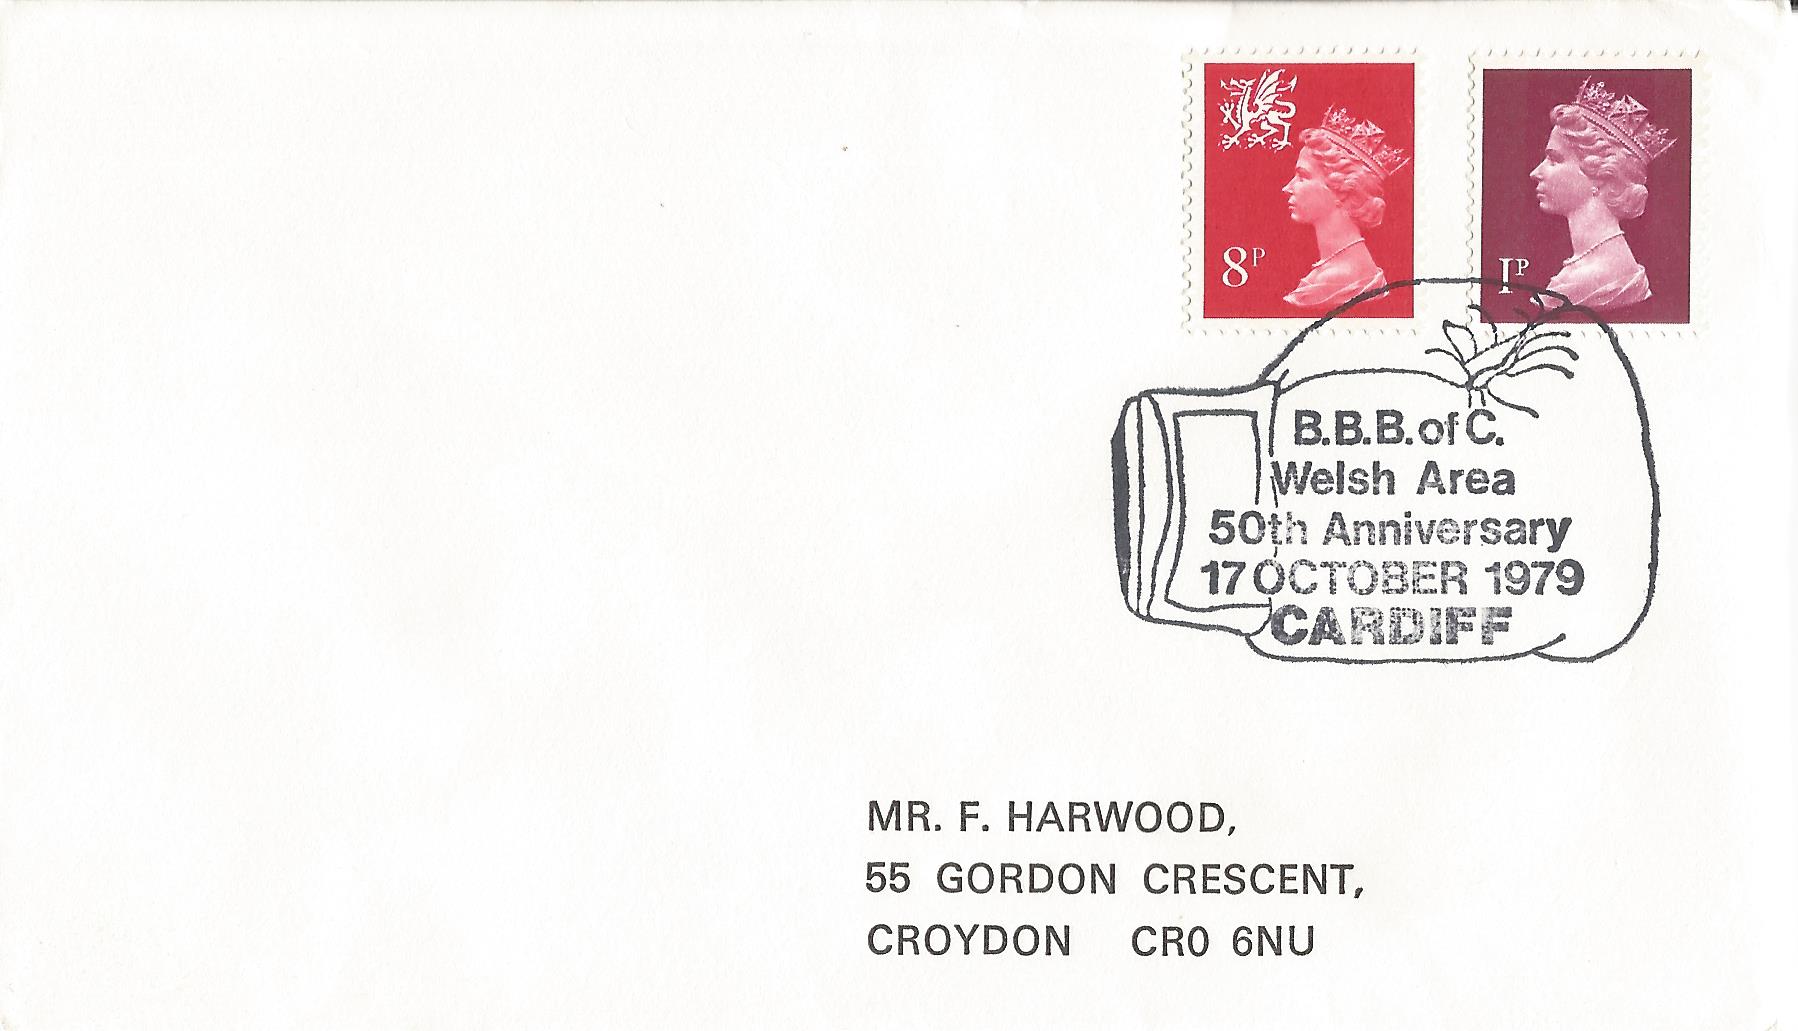 8P
1P
B.B.B. of C.
Welsh Area
50th Anniversary
17 OCTOBER 1979
CARDIFF
MR. F. HARWOOD,
55 GORDON CRESCENT,
CROYDON CR0 6NU